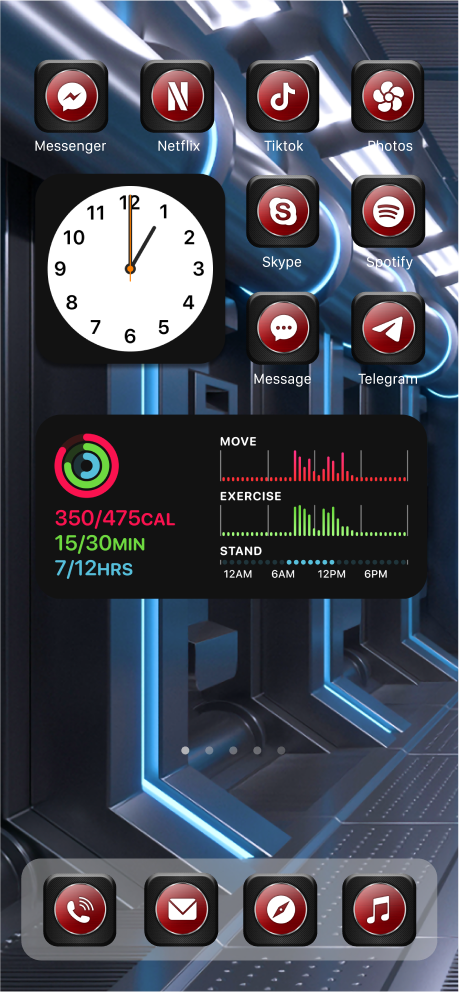 Messenger
Netflix
Tiktok
Photos
12
1
2
3
4
5
6
7
8
9
10
11
Skype
Spotify
Message
Telegram
350/475CAL
15/30MIN
7/12HRS
MOVE
EXERCISE
STAND
12AM 6AM 12PM 6PM